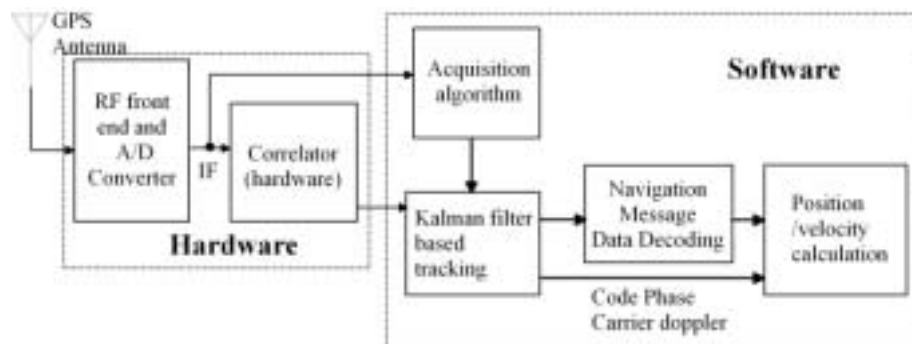 GPS
Antenna
RF front
end and
A/D
Converter
IF
Correlator
(hardware)
Hardware
Acquisition
algorithm
Software
Kalman filter
based
tracking
Navigation
Message
Data Decoding
Position
/velocity
calculation
Code Phase
Carrier doppler